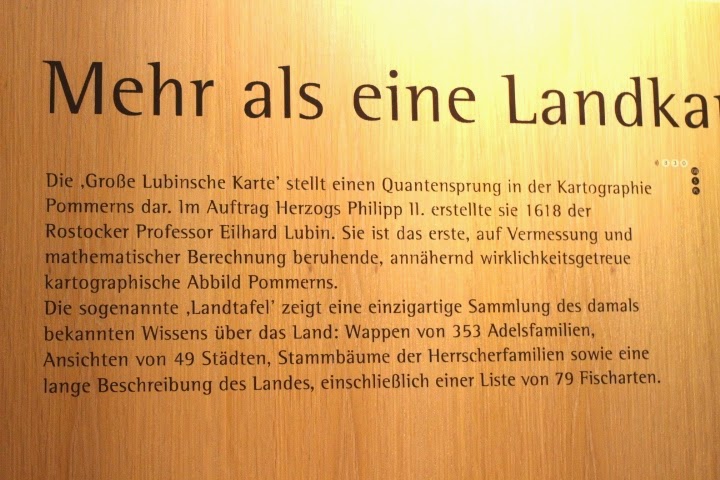 Mehr als eine Landka
Die ‚Große Lubinsche Karte' stellt einen Quantensprung in der Kartographie
Pommerns dar. Im Auftrag Herzogs Philipp II. erstellte sie 1618 der
Rostocker Professor Eilhard Lubin. Sie ist das erste, auf Vermessung und
mathematischer Berechnung beruhende, annähernd wirklichkeitsgetreue
kartographische Abbild Pommerns.
Die sogenannte ‚Landtafel' zeigt eine einzigartige Sammlung des damals
bekannten Wissens über das Land: Wappen von 353 Adelsfamilien,
Ansichten von 49 Städten, Stammbäume der Herrscherfamilien sowie eine
lange Beschreibung des Landes, einschließlich einer Liste von 79 Fischarten.